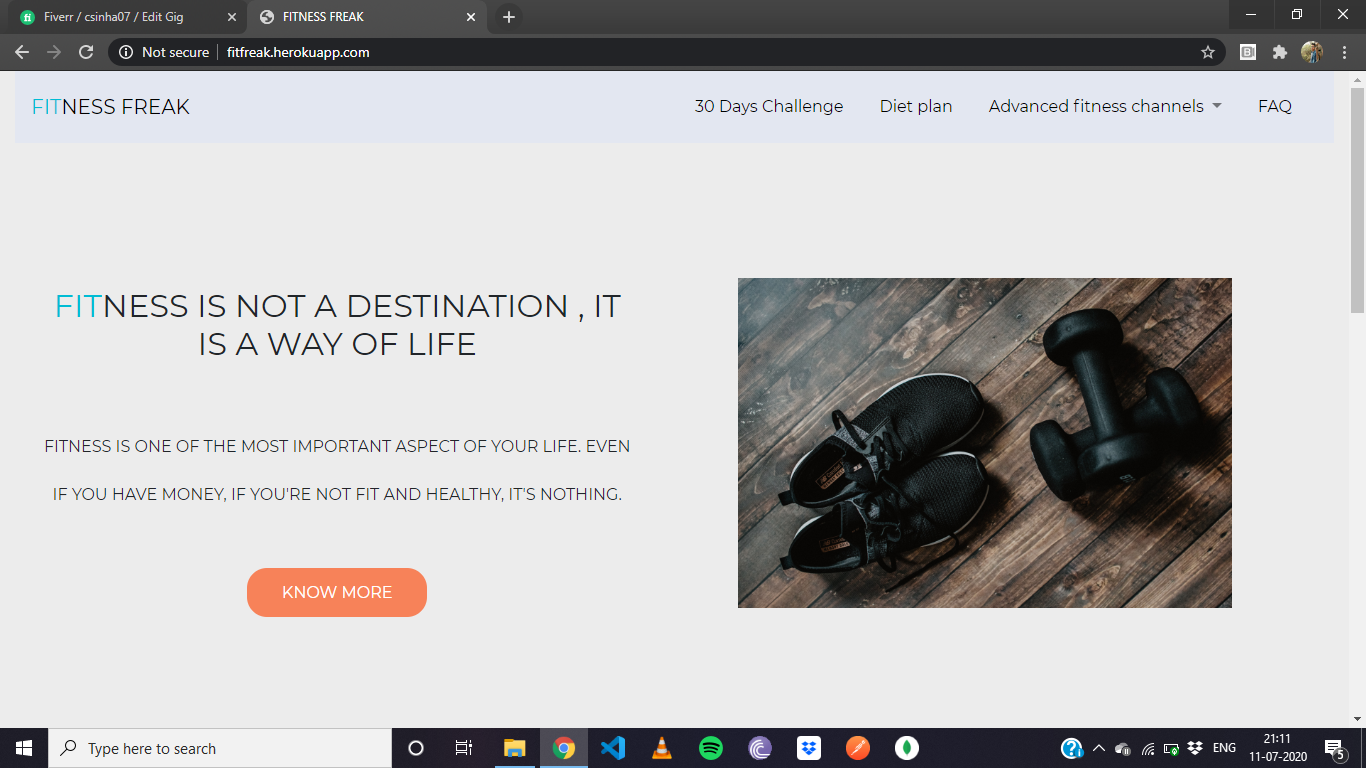 Fiverr / csinha07 / Edit Gig
FITNESS FREAK
Not secure
fitfreak.herokuapp.com
FITNESS FREAK
30 Days Challenge
Diet plan
Advanced fitness channels
FAQ
FITNESS IS NOT A DESTINATION , IT
IS A WAY OF LIFE
FITNESS IS ONE OF THE MOST IMPORTANT ASPECT OF YOUR LIFE. EVEN
IF YOU HAVE MONEY, IF YOU'RE NOT FIT AND HEALTHY, IT'S NOTHING.
KNOW MORE
Type here to search
ENG
21:11
11-07-2020
5